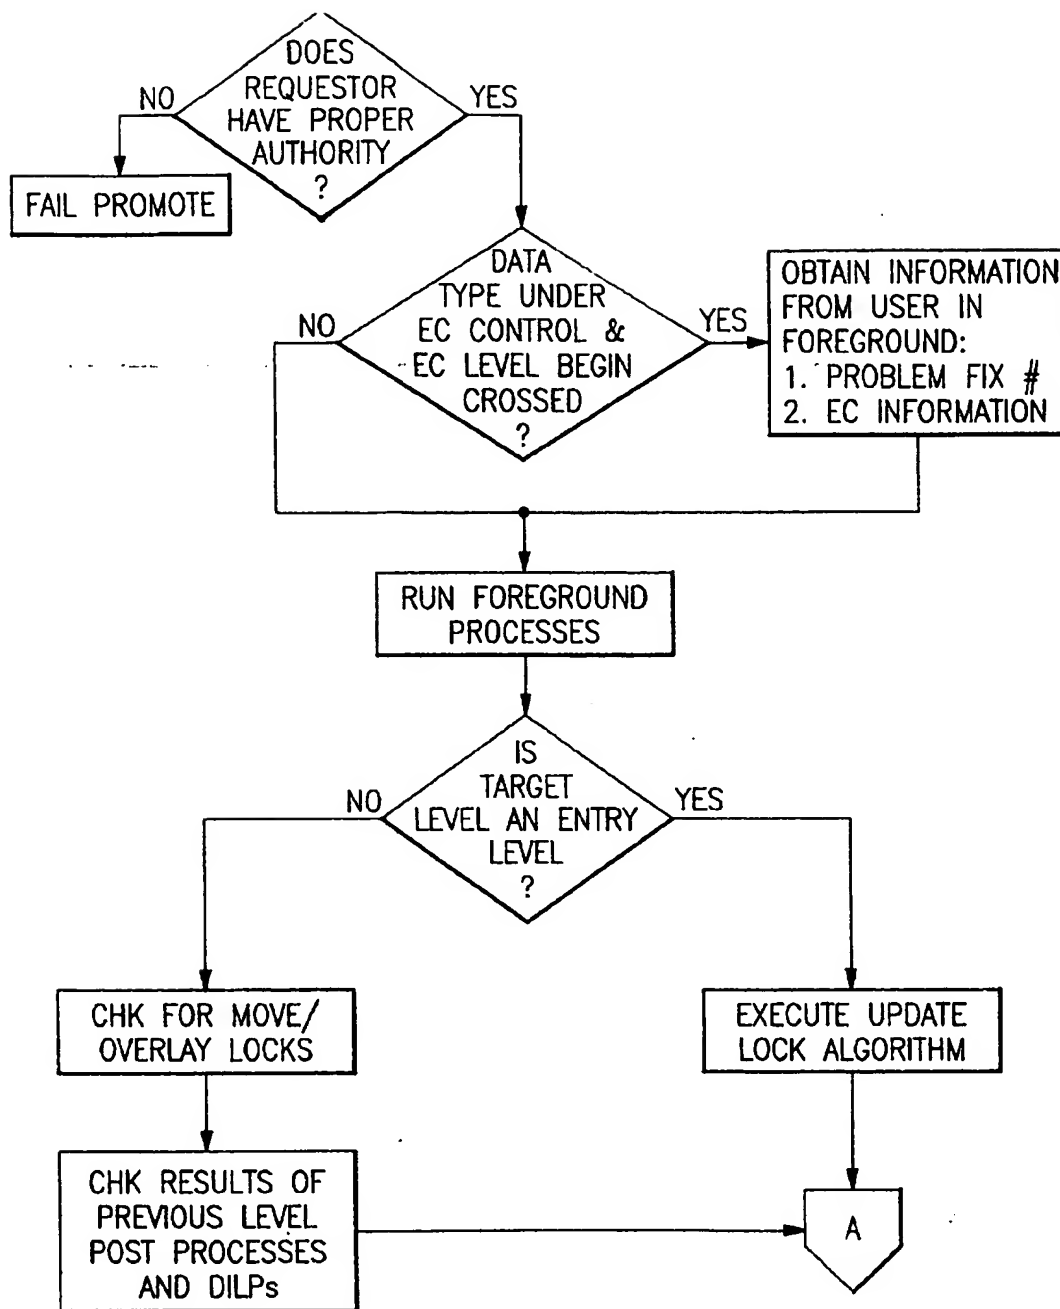 DOES
REQUESTOR
HAVE PROPER
AUTHORITY
?
NO
YES
FAIL PROMOTE
DATA
TYPE UNDER
EC CONTROL &
EC LEVEL BEGIN
CROSSED
?
NO
YES
OBTAIN INFORMATION
FROM USER IN
FOREGROUND:
1. PROBLEM FIX #
2. EC INFORMATION
RUN FOREGROUND
PROCESSES
IS
TARGET
LEVEL AN ENTRY
LEVEL
?
NO
YES
CHK FOR MOVE/
OVERLAY LOCKS
EXECUTE UPDATE
LOCK ALGORITHM
CHK RESULTS OF
PREVIOUS LEVEL
POST PROCESSES
AND DILPs
A